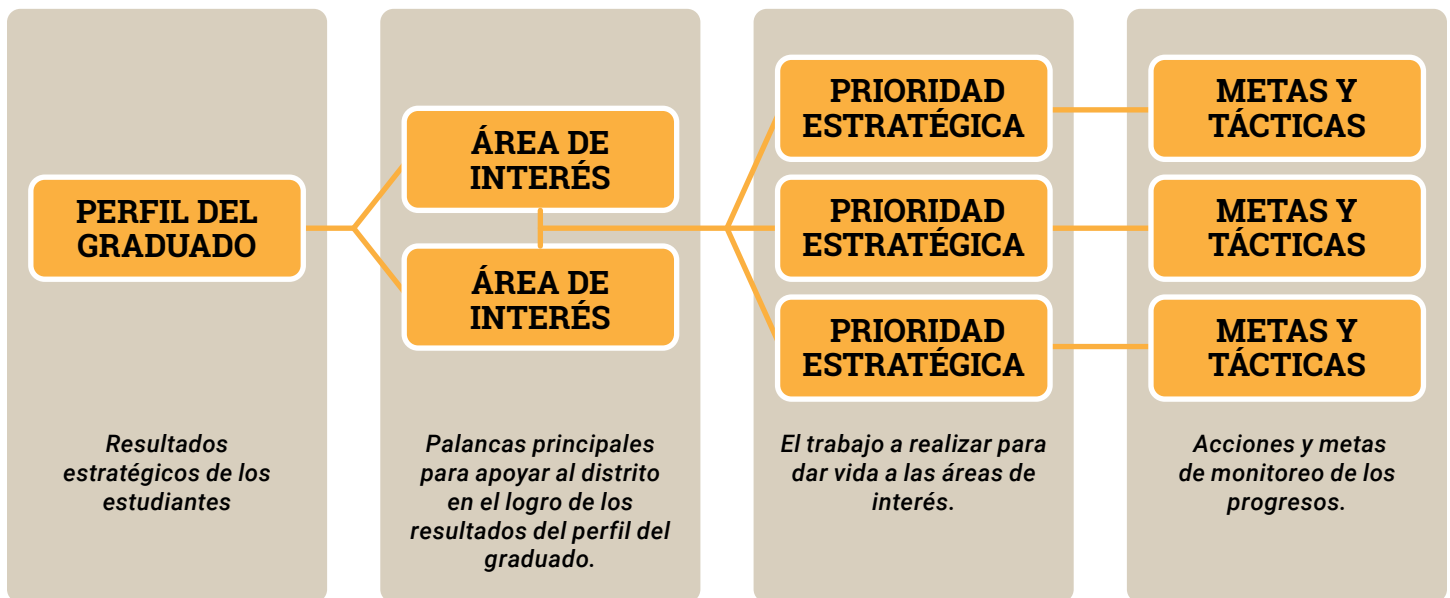 PERFIL DEL
GRADUADO
Resultados
estratégicos de los
estudiantes
ÁREA DE
INTERÉS
ÁREA DE
INTERÉS
Palancas principales
para apoyar al distrito
en el logro de los
resultados del perfil del
graduado.
PRIORIDAD
ESTRATÉGICA
PRIORIDAD
ESTRATÉGICA
PRIORIDAD
ESTRATÉGICA
El trabajo a realizar para
dar vida a las áreas de
interés.
METAS Y
TÁCTICAS
METAS Y
TÁCTICAS
METAS Y
TÁCTICAS
Acciones y metas
de monitoreo de los
progresos.